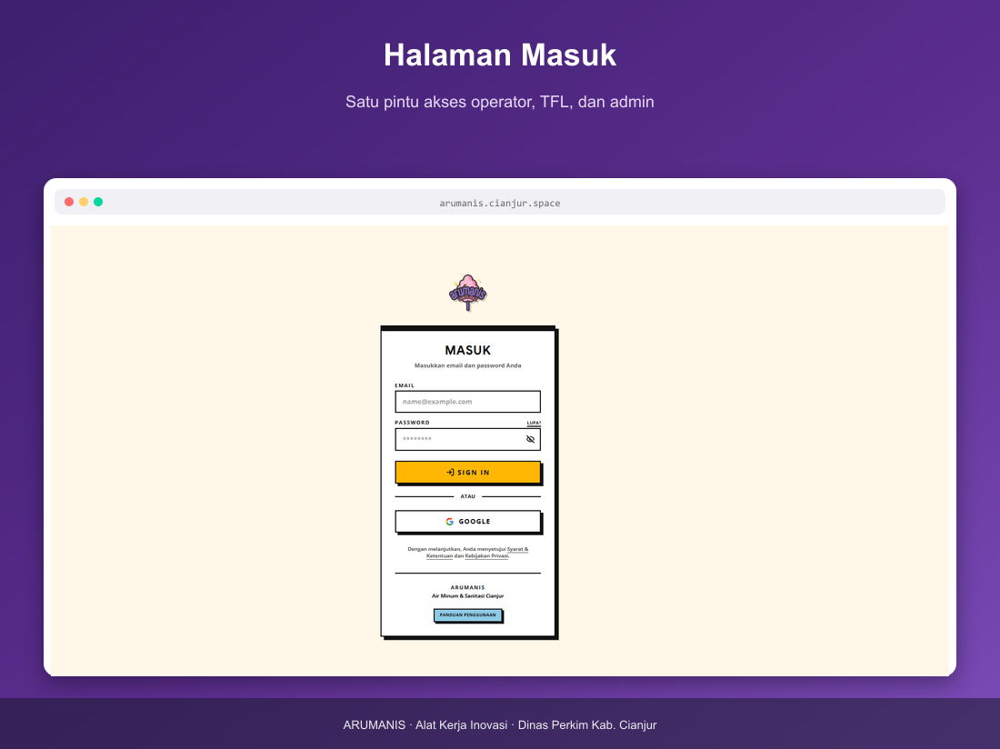 Halaman Masuk
Satu pintu akses operator, TFL, dan admin
arumanis.cianjur.space
arumanis
MASUK
Masukkan email dan password Anda
EMAIL
name@example.com
PASSWORD
LUPA?
********
SIGN IN
ATAU
GOOGLE
Dengan melanjutkan, Anda menyetujui Syarat &
Ketentuan dan Kebijakan Privasi.
ARUMANIS
Air Minum & Sanitasi Cianjur
PANDUAN PENGGUNAAN
ARUMANIS · Alat Kerja Inovasi · Dinas Perkim Kab. Cianjur